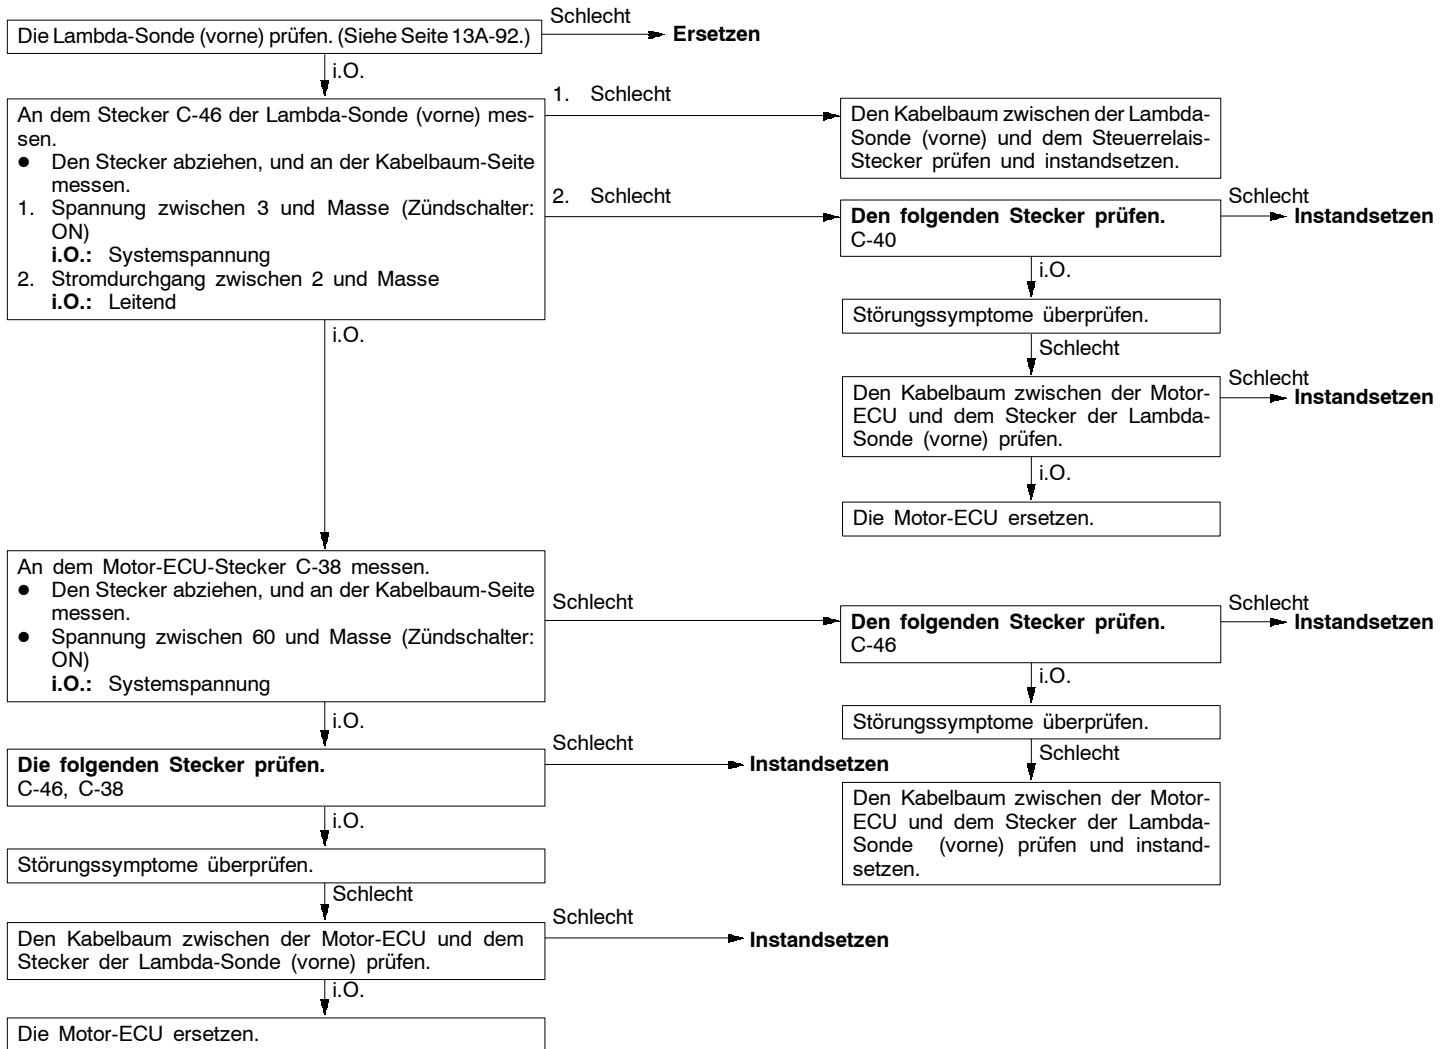 Die Lambda-Sonde (vorne) prüfen. (Siehe Seite 13A-92.)
Schlecht
Ersetzen
i.O.
An dem Stecker C-46 der Lambda-Sonde (vorne) mes-
sen.
● Den Stecker abziehen, und an der Kabelbaum-Seite
messen.
1. Spannung zwischen 3 und Masse (Zündschalter:
ON)
i.O.: Systemspannung
2. Stromdurchgang zwischen 2 und Masse
i.O.: Leitend
1. Schlecht
Den Kabelbaum zwischen der Lambda-
Sonde (vorne) und dem Steuerrelais-
Stecker prüfen und instandsetzen.
2. Schlecht
Den folgenden Stecker prüfen.
C-40
Schlecht
Instandsetzen
i.O.
Störungssymptome überprüfen.
Schlecht
Den Kabelbaum zwischen der Motor-
ECU und dem Stecker der Lambda-
Sonde (vorne) prüfen.
Schlecht
Instandsetzen
i.O.
Die Motor-ECU ersetzen.
i.O.
An dem Motor-ECU-Stecker C-38 messen.
● Den Stecker abziehen, und an der Kabelbaum-Seite
messen.
● Spannung zwischen 60 und Masse (Zündschalter:
ON)
i.O.: Systemspannung
Schlecht
Den folgenden Stecker prüfen.
C-46
Schlecht
Instandsetzen
i.O.
Störungssymptome überprüfen.
Schlecht
Den Kabelbaum zwischen der Motor-
ECU und dem Stecker der Lambda-
Sonde (vorne) prüfen und instand-
setzen.
i.O.
Die folgenden Stecker prüfen.
C-46, C-38
Schlecht
Instandsetzen
i.O.
Störungssymptome überprüfen.
Schlecht
Den Kabelbaum zwischen der Motor-ECU und dem
Stecker der Lambda-Sonde (vorne) prüfen.
Schlecht
Instandsetzen
i.O.
Die Motor-ECU ersetzen.